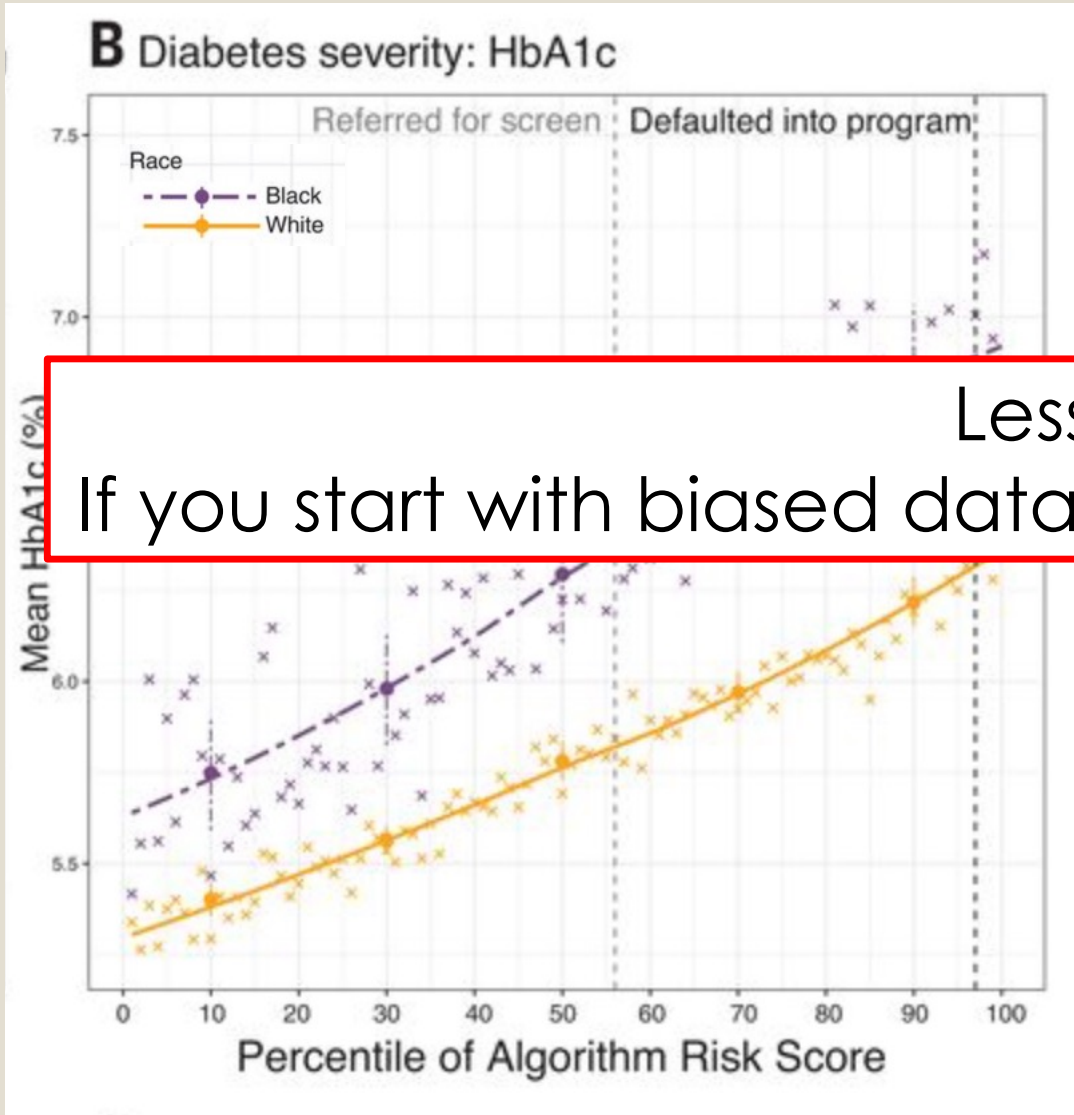 B Diabetes severity: HbA1c
Referred for screen
Defaulted into program
7.5
Race
Black
White
7.0
Less
If you start with biased data
Mean HbA1c (%)
6.0
5.5
0 10 20 30 40 50 60 70 80 90 100
Percentile of Algorithm Risk Score